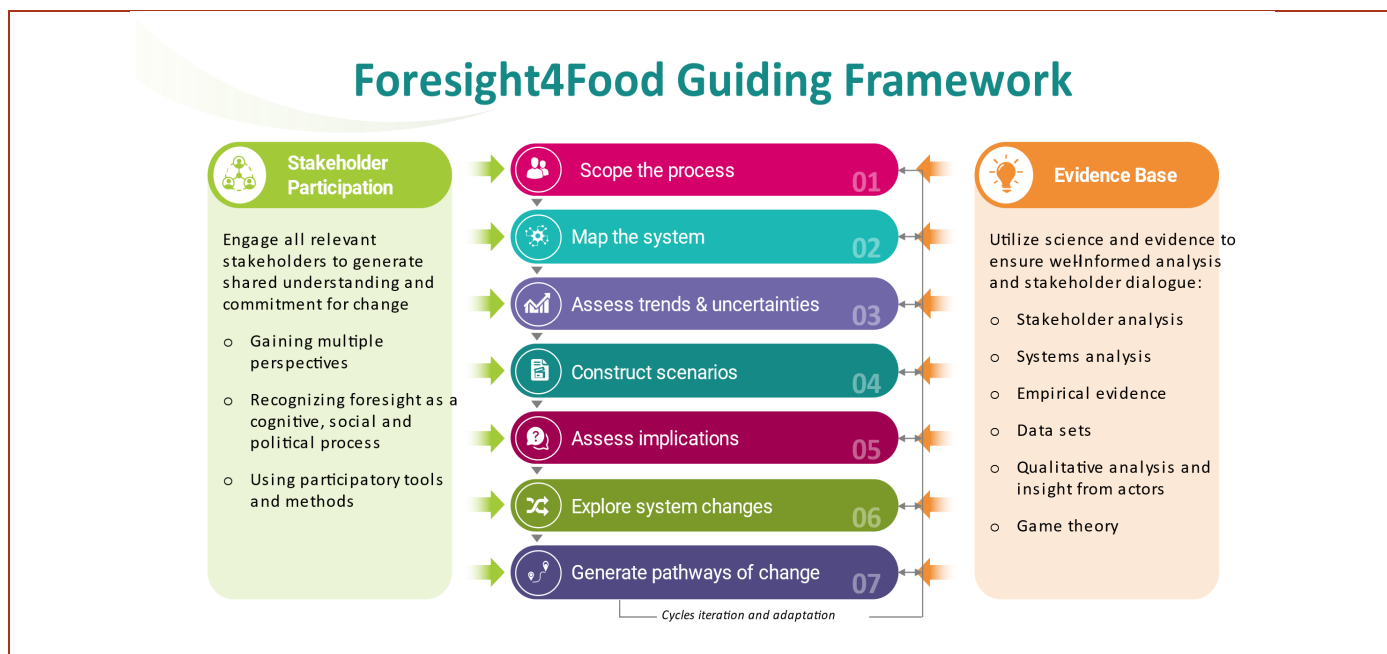 Foresight4Food Guiding Framework
Stakeholder
Participation
Engage all relevant
stakeholders to generate
shared understanding and
commitment for change
o Gaining multiple
perspectives
o Recognizing foresight as a
cognitive, social and
political process
o Using participatory tools
and methods
Scope the process
01
Map the system
02
Assess trends & uncertainties
03
Construct scenarios
04
Assess implications
05
Explore system changes
06
Generate pathways of change
07
Cycles iteration and adaptation
Evidence Base
Utilize science and evidence to
ensure well-Informed analysis
and stakeholder dialogue:
o Stakeholder analysis
o Systems analysis
o Empirical evidence
o Data sets
o Qualitative analysis and
insight from actors
o Game theory